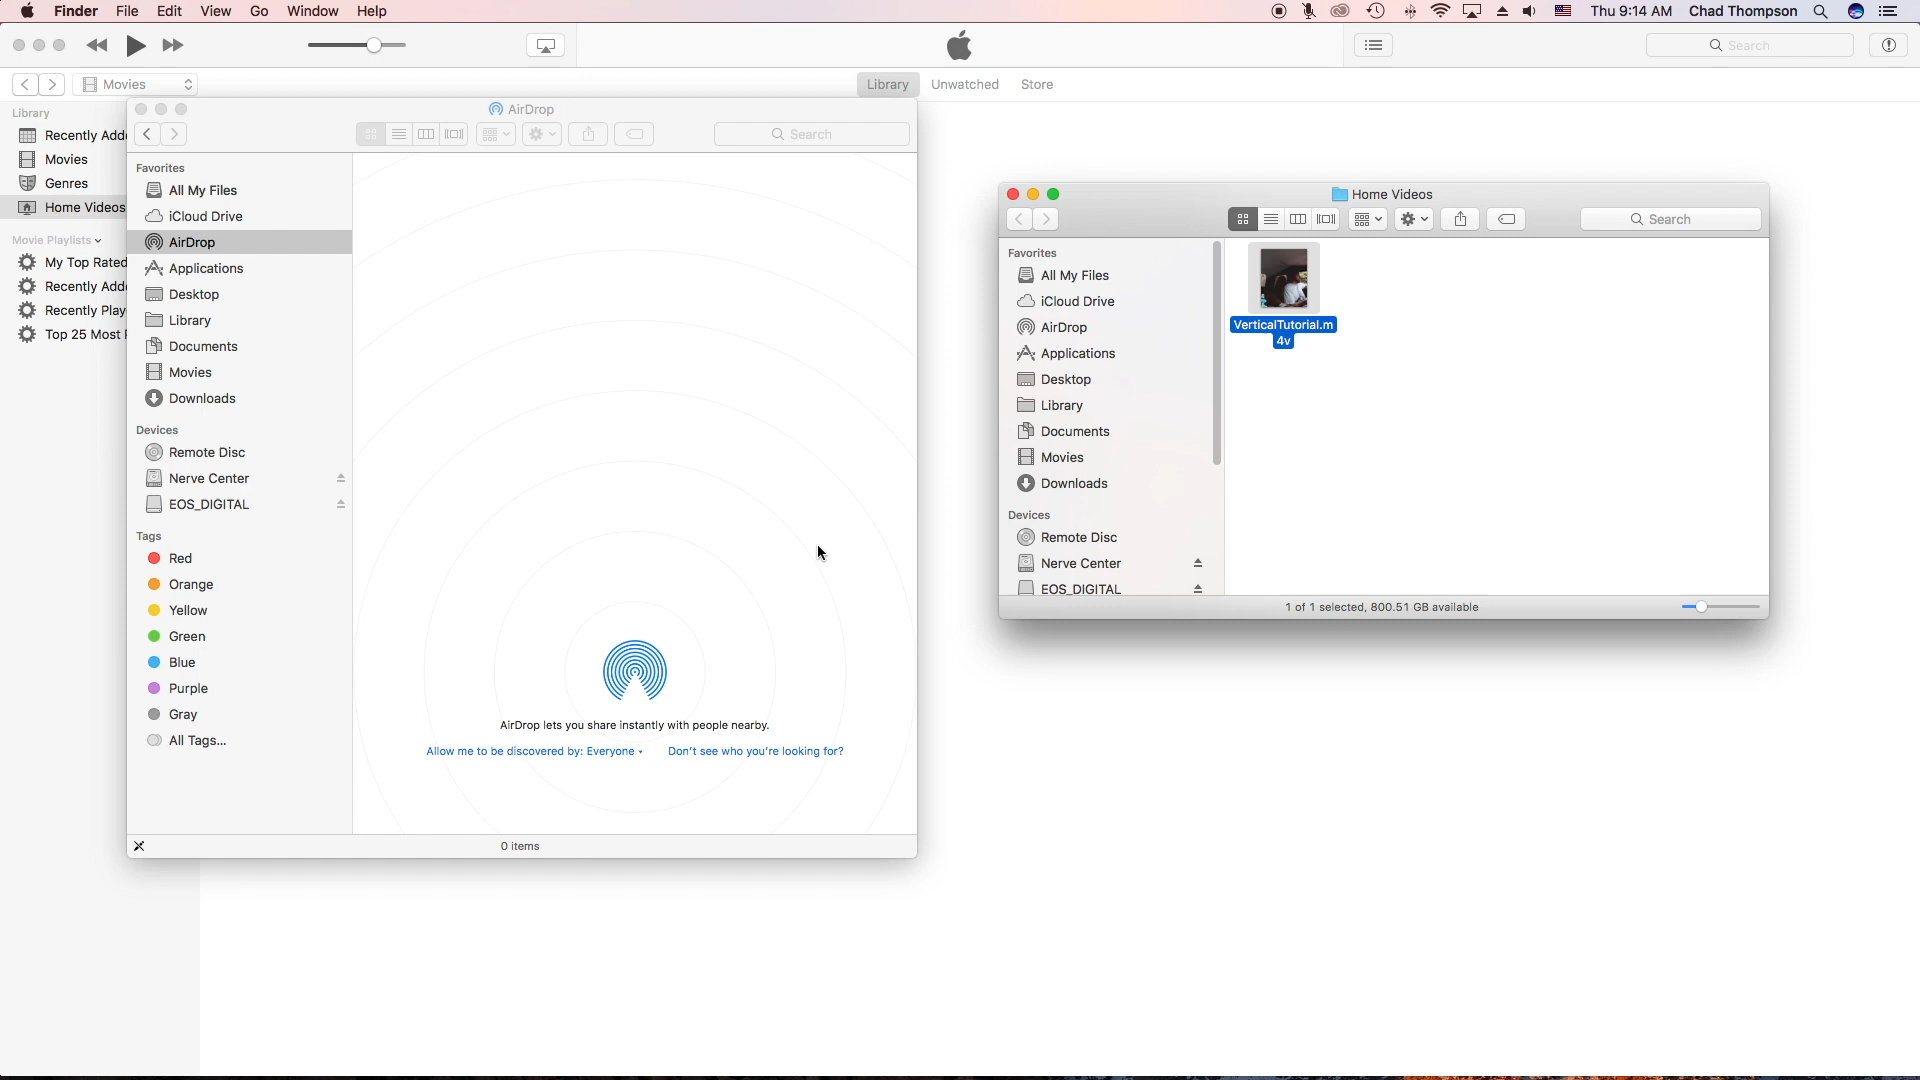 Finder File Edit View Go Window Help
Thu 9:14 AM Chad Thompson
Search
Movies
Library Unwatched Store
Library
Recently Adde
Movies
Genres
Home Videos
Movie Playlists
My Top Rated
Recently Adde
Recently Play
Top 25 Most P
AirDrop
Search
Favorites
All My Files
iCloud Drive
AirDrop
Applications
Desktop
Library
Documents
Movies
Downloads
Devices
Remote Disc
Nerve Center
EOS_DIGITAL
Tags
Red
Orange
Yellow
Green
Blue
Purple
Gray
All Tags...
AirDrop lets you share instantly with people nearby.
Allow me to be discovered by: Everyone
Don't see who you're looking for?
0 items
Home Videos
Search
Favorites
All My Files
iCloud Drive
AirDrop
Applications
Desktop
Library
Documents
Movies
Downloads
Devices
Remote Disc
Nerve Center
EOS_DIGITAL
VerticalTutorial.m
4v
1 of 1 selected, 800.51 GB available